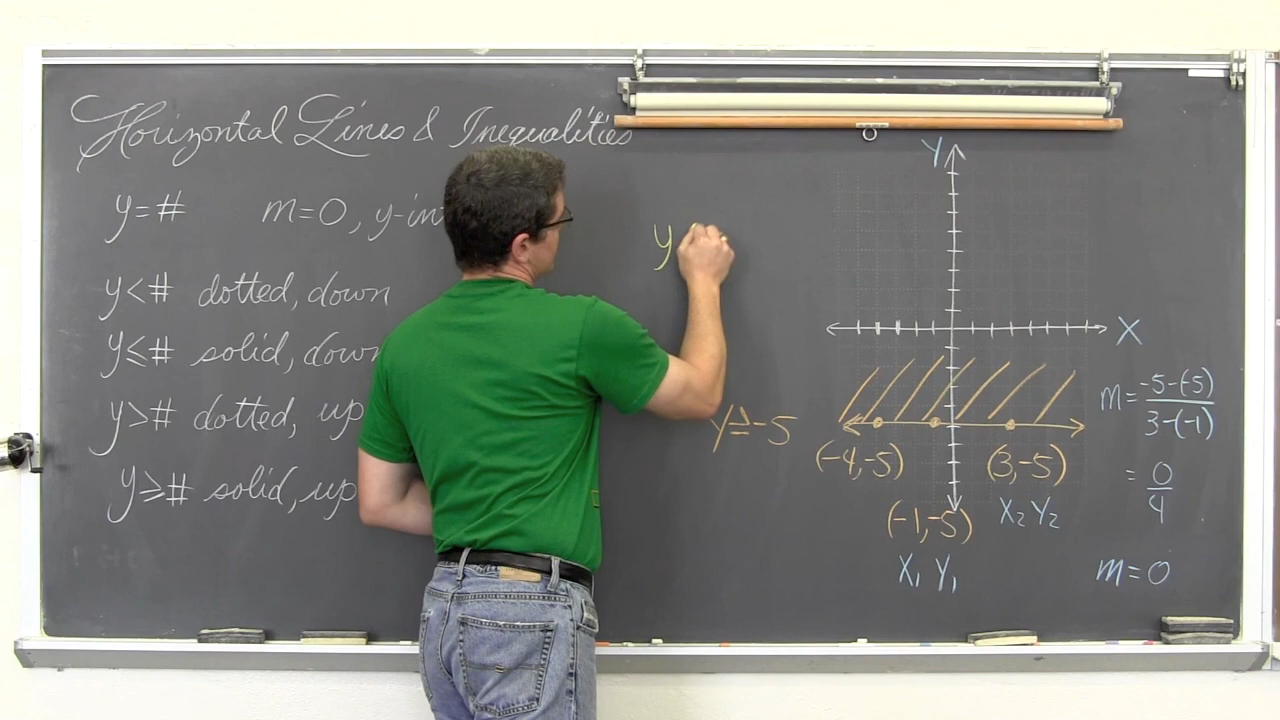 Horizontal Lines & Inequalities
y=# m=0, y-in
y<# dotted, down
y≤# solid, down
y># dotted, up
y≥# solid, up
y
y≥-5
Y
X
(-4,-5) (3,-5)
(-1,-5) X₂ Y₂
X₁ Y₁
m= -5-(-5)
3-(-1)
= 0
4
m=0